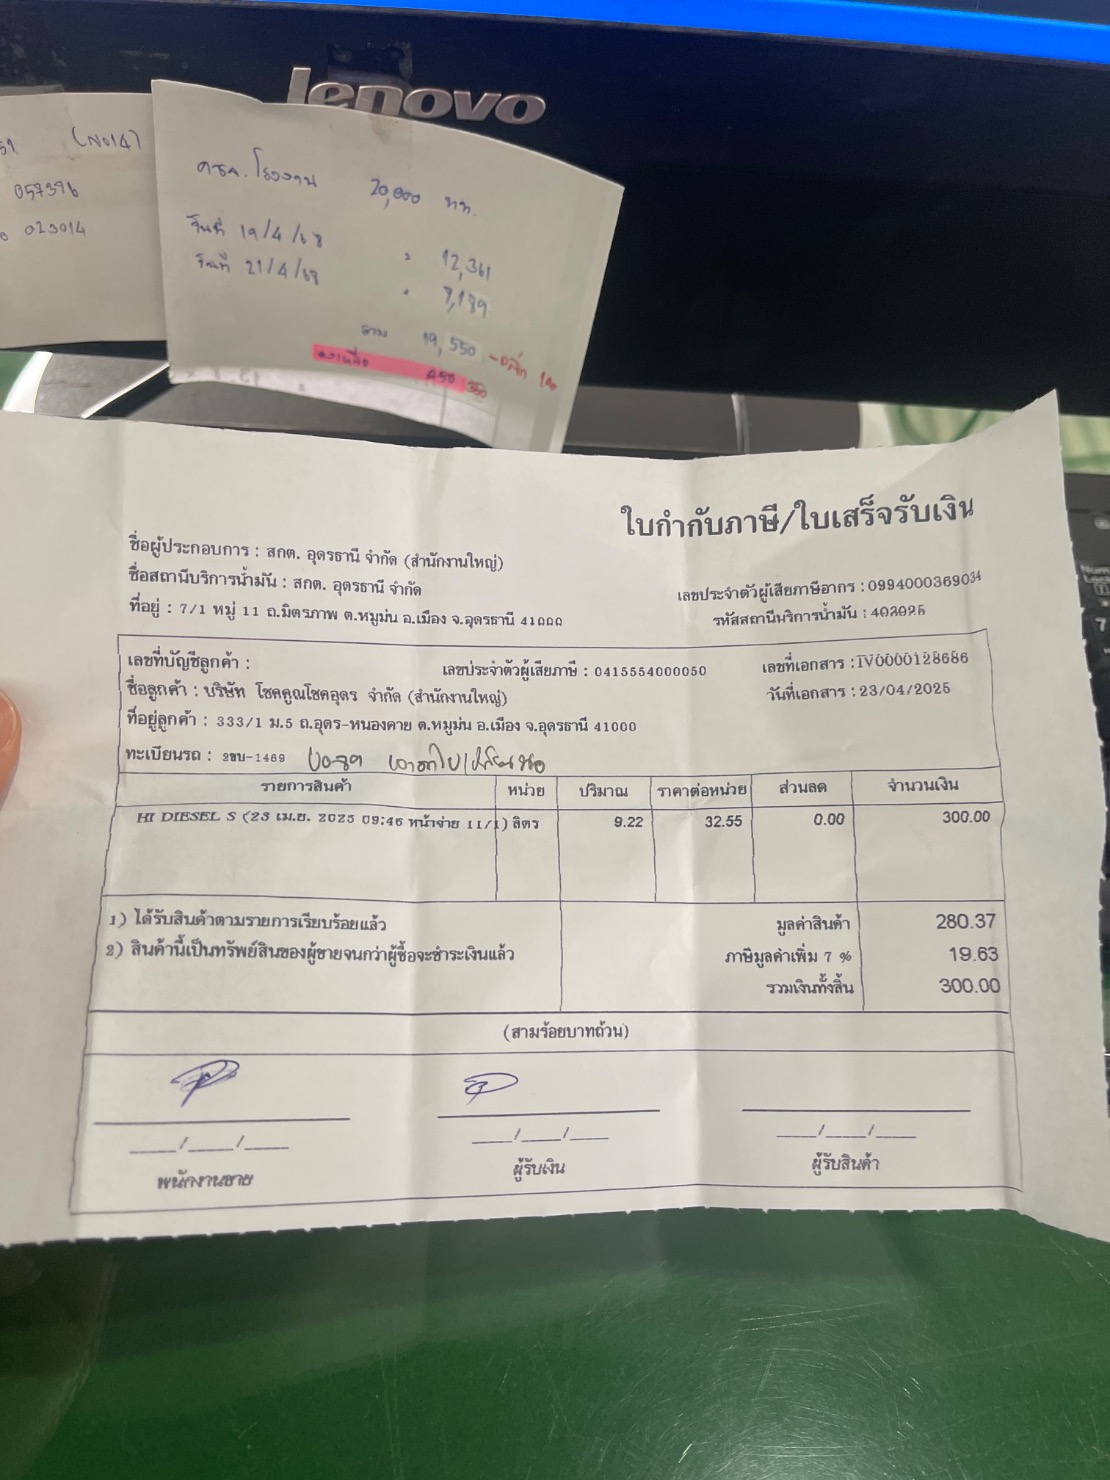 lenovo
(No14)
057396
023014
คชจ. โรงงาน 20,000 บาท.
วันที่ 19/4/68 " 12,361
วันที่ 21/4/68 " 7,189
รวม 19,550
คงเหลือ 450 350
ใบกำกับภาษี/ใบเสร็จรับเงิน
ชื่อผู้ประกอบการ : สกต. อุดรธานี จำกัด (สำนักงานใหญ่)
ชื่อสถานีบริการน้ำมัน : สกต. อุดรธานี จำกัด
เลขประจำตัวผู้เสียภาษีอากร : 0994000369034
ที่อยู่ : 7/1 หมู่ 11 ถ.มิตรภาพ ต.หมูม่น อ.เมือง จ.อุดรธานี 41000
รหัสสถานีบริการน้ำมัน : 402025
เลขที่บัญชีลูกค้า : เลขประจำตัวผู้เสียภาษี : 0415554000050 เลขที่เอกสาร : IV0000128686
ชื่อลูกค้า : บริษัท โชคคูณโชคอุดร จำกัด (สำนักงานใหญ่) วันที่เอกสาร : 23/04/2025
ที่อยู่ลูกค้า : 333/1 ม.5 ถ.อุดร-หนองคาย ต.หมูม่น อ.เมือง จ.อุดรธานี 41000
ทะเบียนรถ : 2ขบ-1469
รายการสินค้า หน่วย ปริมาณ ราคาต่อหน่วย ส่วนลด จำนวนเงิน
HI DIESEL S (23 เม.ย. 2025 09:46 หน้าจ่าย 11/1) ลิตร 9.22 32.55 0.00 300.00
1) ได้รับสินค้าตามรายการเรียบร้อยแล้ว มูลค่าสินค้า 280.37
2) สินค้านี้เป็นทรัพย์สินของผู้ขายจนกว่าผู้ซื้อจะชำระเงินแล้ว ภาษีมูลค่าเพิ่ม 7 % 19.63
รวมเงินทั้งสิ้น 300.00
(สามร้อยบาทถ้วน)
____/____/____ ____/____/____ ____/____/____
พนักงานขาย ผู้รับเงิน ผู้รับสินค้า